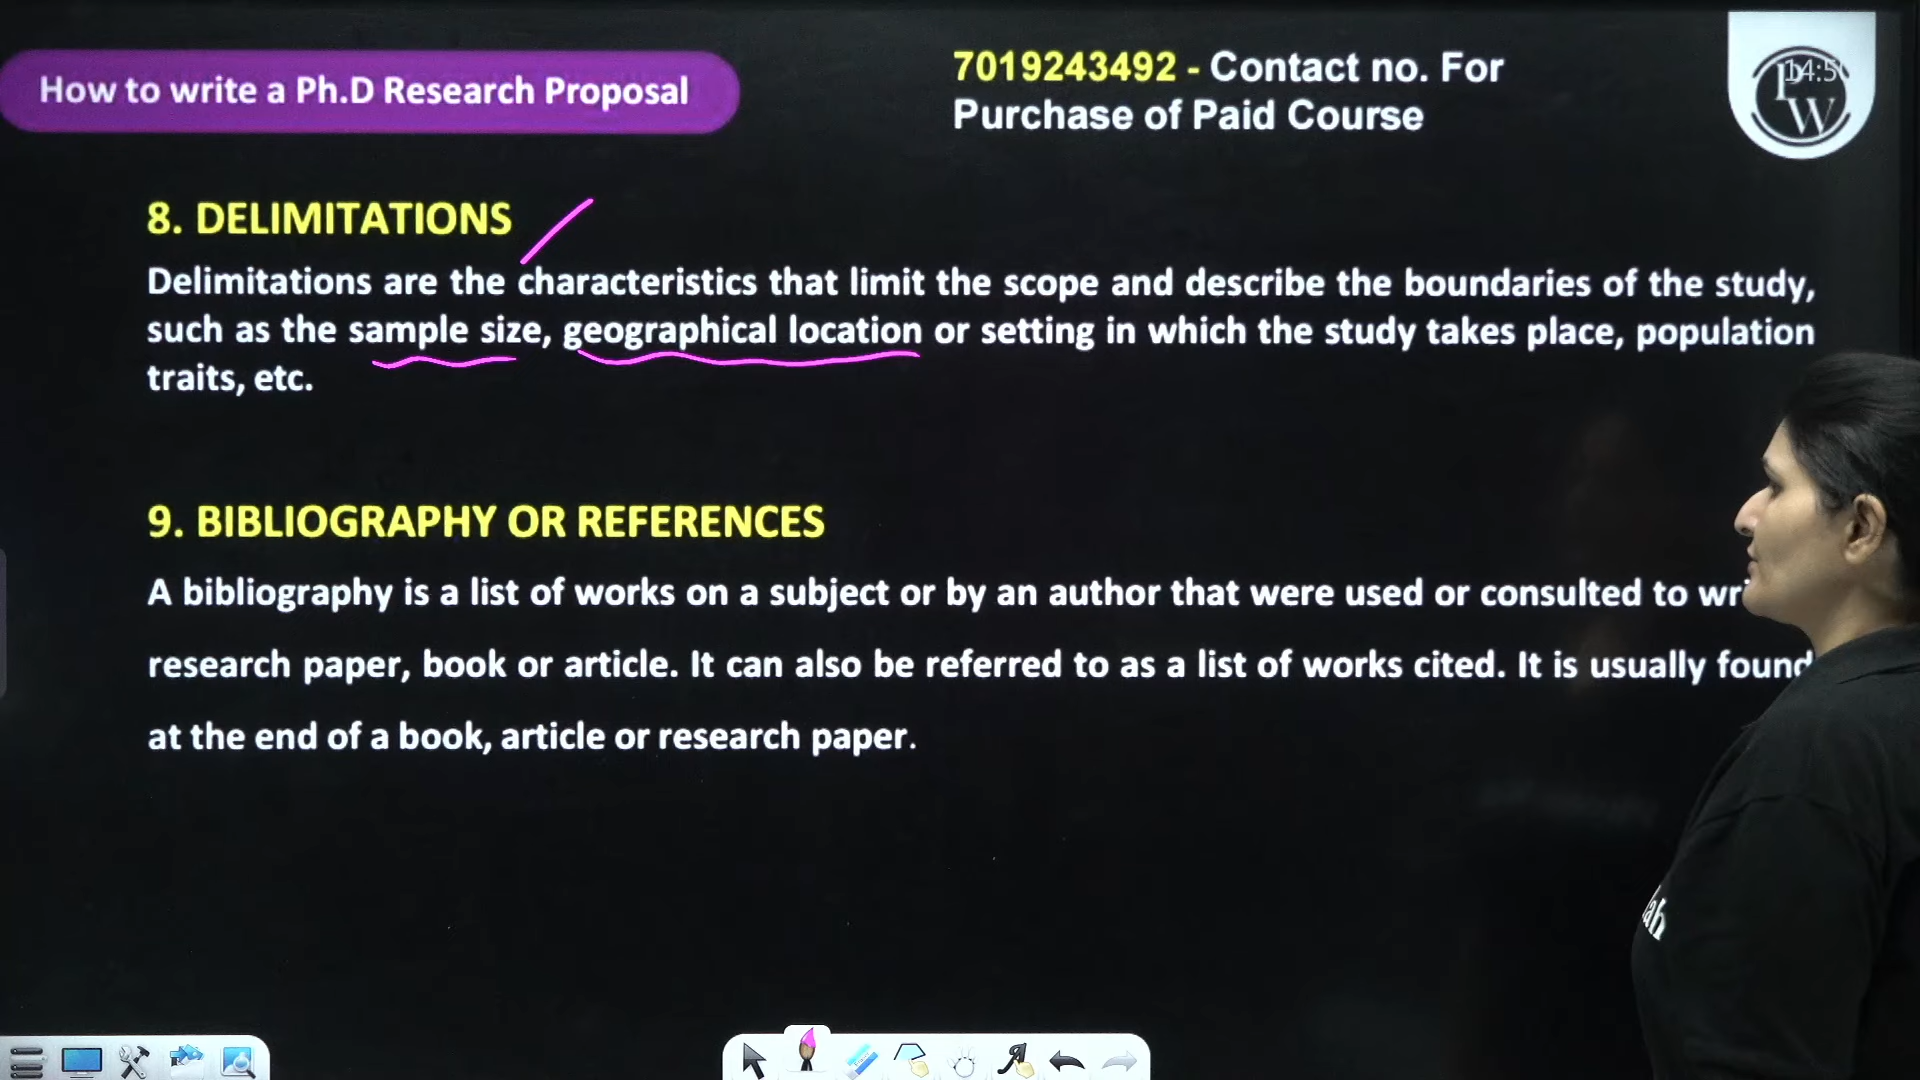 How to write a Ph.D Research Proposal
7019243492 - Contact no. For
Purchase of Paid Course
14:5
PW
8. DELIMITATIONS
Delimitations are the characteristics that limit the scope and describe the boundaries of the study,
such as the sample size, geographical location or setting in which the study takes place, population
traits, etc.
9. BIBLIOGRAPHY OR REFERENCES
A bibliography is a list of works on a subject or by an author that were used or consulted to
research paper, book or article. It can also be referred to as a list of works cited. It is usually found
at the end of a book, article or research paper.